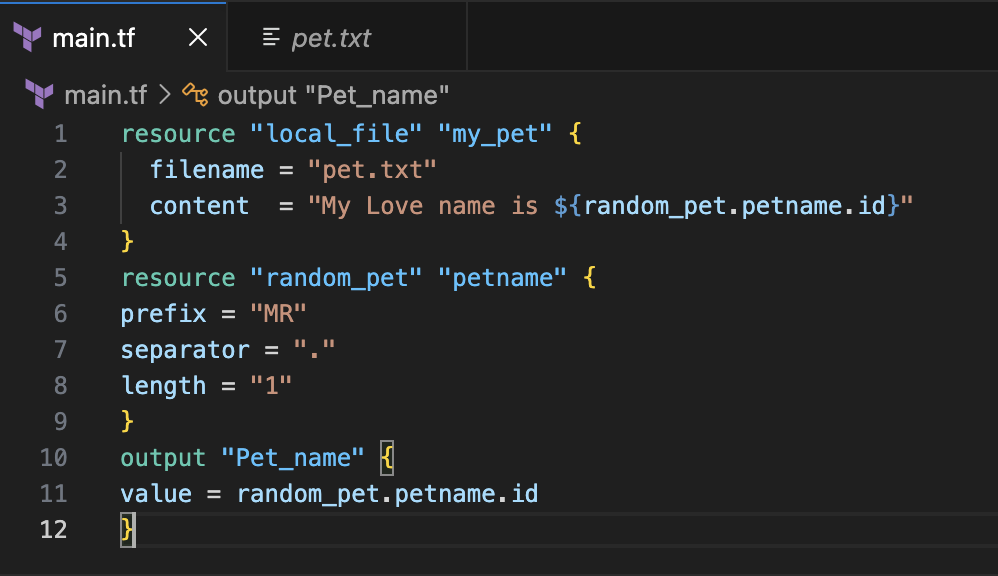 main.tf pet.txt
main.tf > output "Pet_name"
1 resource "local_file" "my_pet" {
2   filename = "pet.txt"
3   content  = "My Love name is ${random_pet.petname.id}"
4 }
5 resource "random_pet" "petname" {
6 prefix = "MR"
7 separator = "."
8 length = "1"
9 }
10 output "Pet_name" {
11 value = random_pet.petname.id
12 }